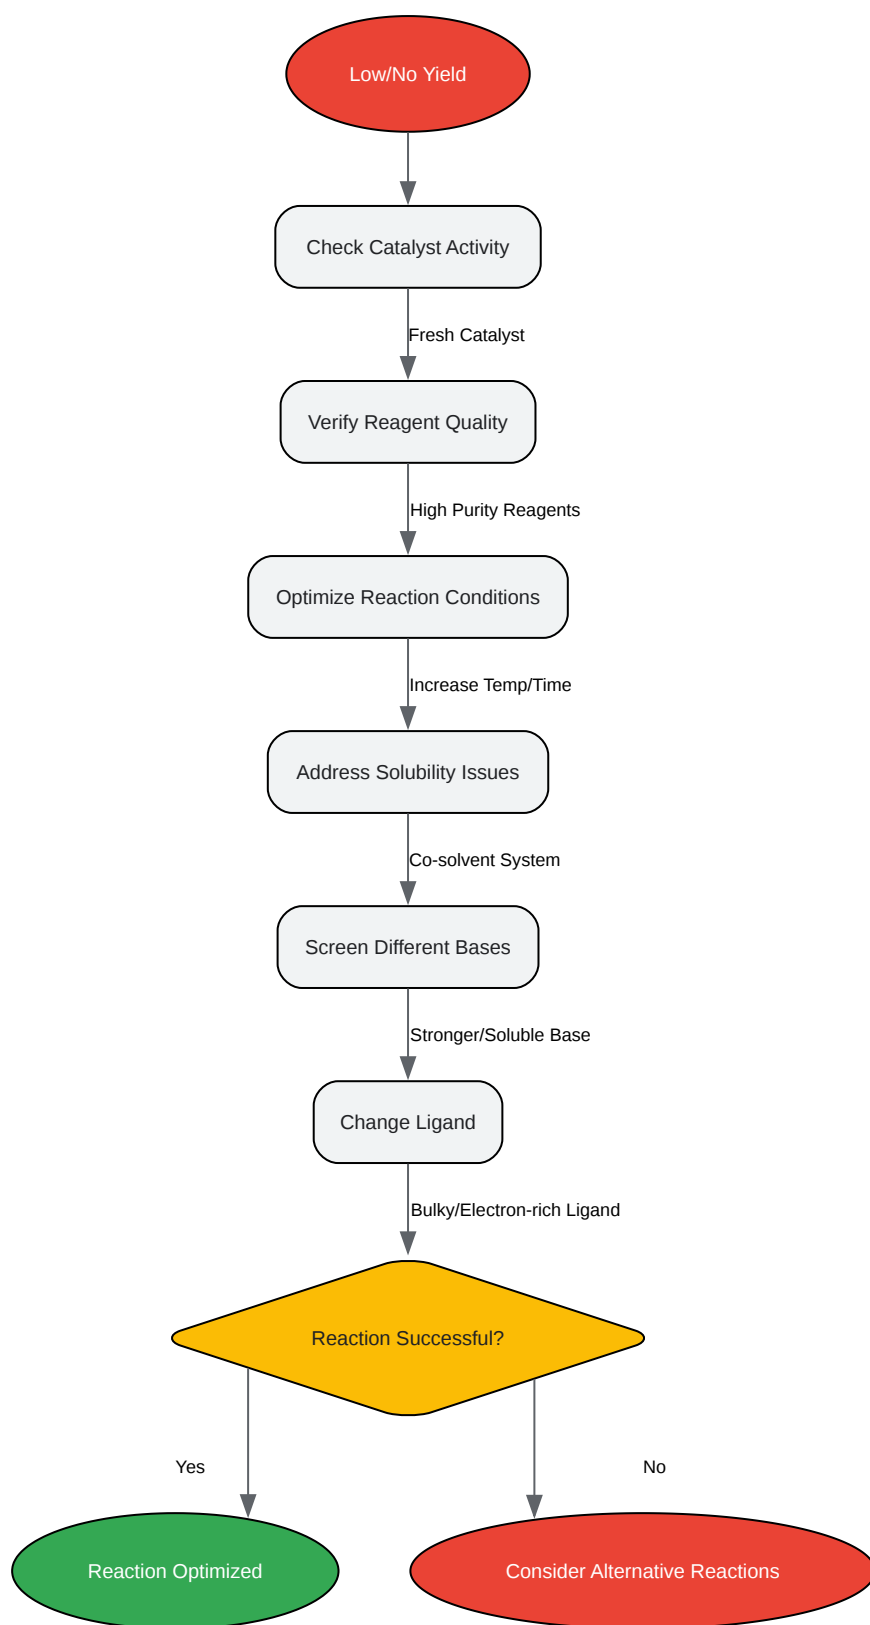 Low/No Yield
Check Catalyst Activity
Fresh Catalyst
Verify Reagent Quality
High Purity Reagents
Optimize Reaction Conditions
Increase Temp/Time
Address Solubility Issues
Co-solvent System
Screen Different Bases
Stronger/Soluble Base
Change Ligand
Bulky/Electron-rich Ligand
Reaction Successful?
Yes
No
Reaction Optimized
Consider Alternative Reactions